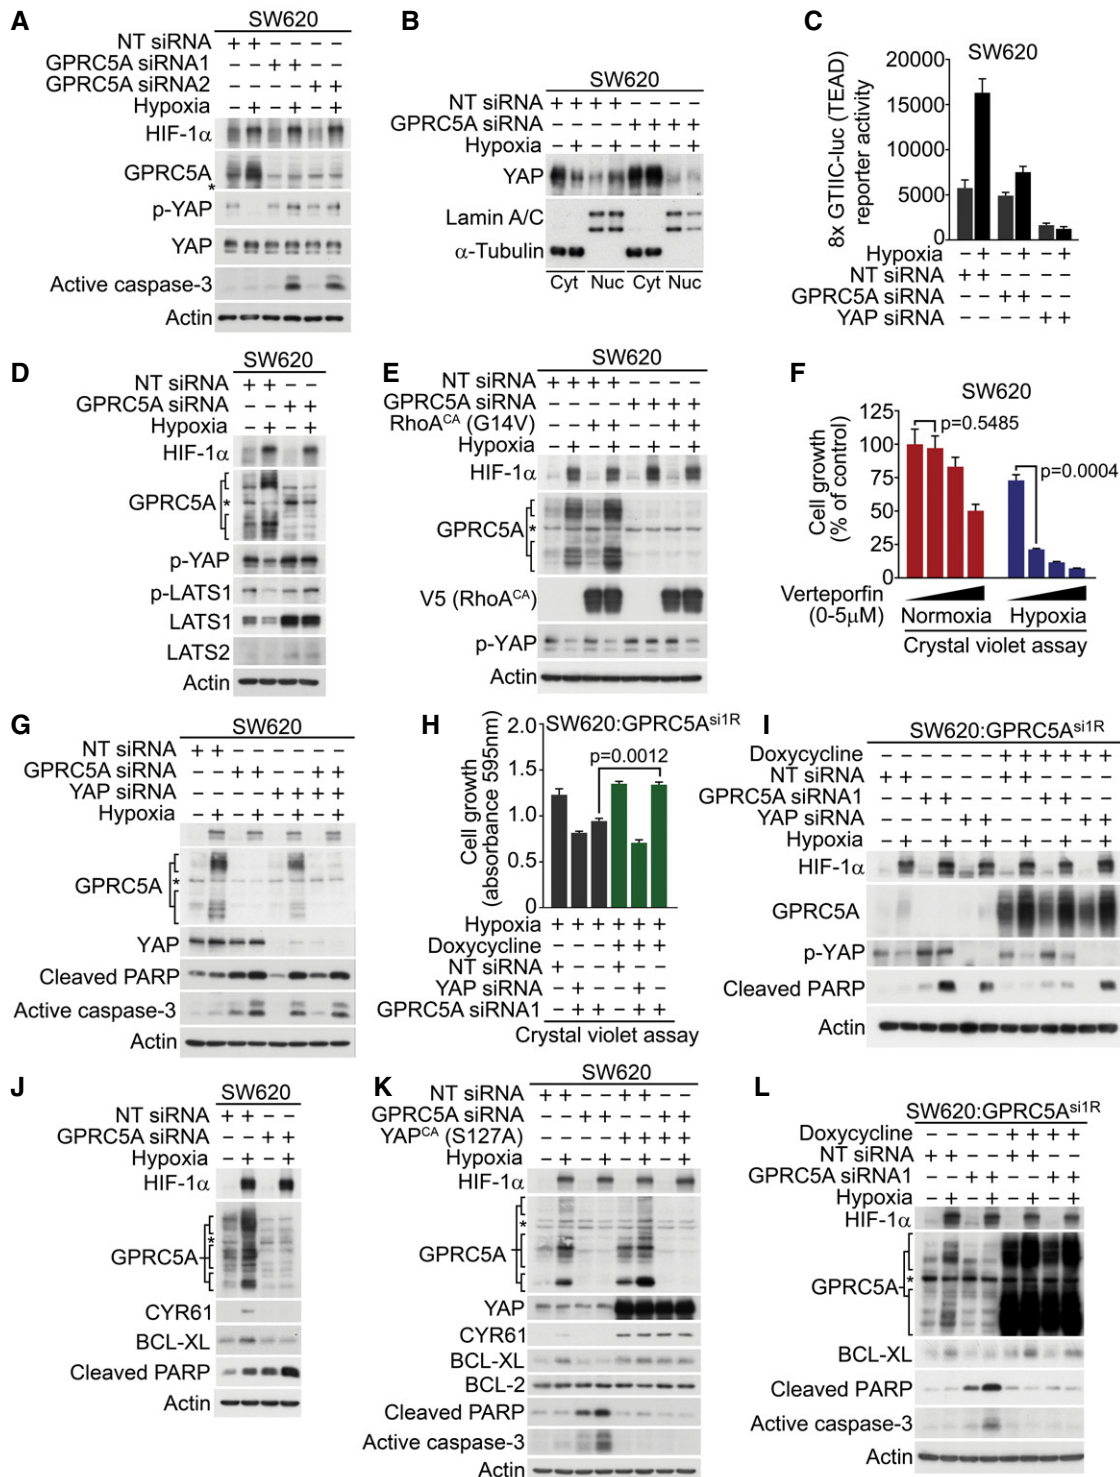 A
SW620
NT siRNA + + – – – –
GPRC5A siRNA1 – – + + – –
GPRC5A siRNA2 – – – – + +
Hypoxia – + – + – +
HIF-1α
GPRC5A
*
p-YAP
YAP
Active caspase-3
Actin
B
SW620
NT siRNA + + + + – – – –
GPRC5A siRNA – – – – + + + +
Hypoxia – + – + – + – +
YAP
Lamin A/C
α-Tubulin
Cyt Nuc Cyt Nuc
C
SW620
8x GTIIC-luc (TEAD)
reporter activity
20000
15000
10000
5000
0
Hypoxia – + – + – +
NT siRNA + + – – – –
GPRC5A siRNA – – + + – –
YAP siRNA – – – – + +
D
SW620
NT siRNA + + – –
GPRC5A siRNA – – + +
Hypoxia – + – +
HIF-1α
GPRC5A
*
p-YAP
p-LATS1
LATS1
LATS2
Actin
E
SW620
NT siRNA + + + + – – – –
GPRC5A siRNA – – – – + + + +
RhoA^CA (G14V) – – + + – – + +
Hypoxia – + – + – + – +
HIF-1α
GPRC5A
*
V5 (RhoA^CA)
p-YAP
Actin
F
SW620
Cell growth
(% of control)
125
100
75
50
25
0
p=0.5485
p=0.0004
Verteporfin
(0-5μM)
Normoxia Hypoxia
Crystal violet assay
G
SW620
NT siRNA + + – – – – – –
GPRC5A siRNA – – + + – – + +
YAP siRNA – – – – + + + +
Hypoxia – + – + – + – +
GPRC5A
*
YAP
Cleaved PARP
Active caspase-3
Actin
H
SW620:GPRC5A^si1R
Cell growth
(absorbance 595nm)
2.0
1.5
1.0
0.5
0
p=0.0012
Hypoxia + + + + + +
Doxycycline – – – + + +
NT siRNA + – – + – –
YAP siRNA – + – – + –
GPRC5A siRNA1 – – + – – +
Crystal violet assay
I
SW620:GPRC5A^si1R
Doxycycline – – – – – – + + + + + +
NT siRNA + + – – – – + + – – – –
GPRC5A siRNA1 – – + + – – – – + + – –
YAP siRNA – – – – + + – – – – + +
Hypoxia – + – + – + – + – + – +
HIF-1α
GPRC5A
p-YAP
Cleaved PARP
Actin
J
SW620
NT siRNA + + – –
GPRC5A siRNA – – + +
Hypoxia – + – +
HIF-1α
GPRC5A
*
CYR61
BCL-XL
Cleaved PARP
Actin
K
SW620
NT siRNA + + – – + + – –
GPRC5A siRNA – – + + – – + +
YAP^CA (S127A) – – – – + + + +
Hypoxia – + – + – + – +
HIF-1α
*
GPRC5A
YAP
CYR61
BCL-XL
BCL-2
Cleaved PARP
Active caspase-3
Actin
L
SW620:GPRC5A^si1R
Doxycycline – – – – + + + +
NT siRNA + + – – + + – –
GPRC5A siRNA1 – – + + – – + +
Hypoxia – + – + – + – +
HIF-1α
GPRC5A
*
BCL-XL
Cleaved PARP
Active caspase-3
Actin